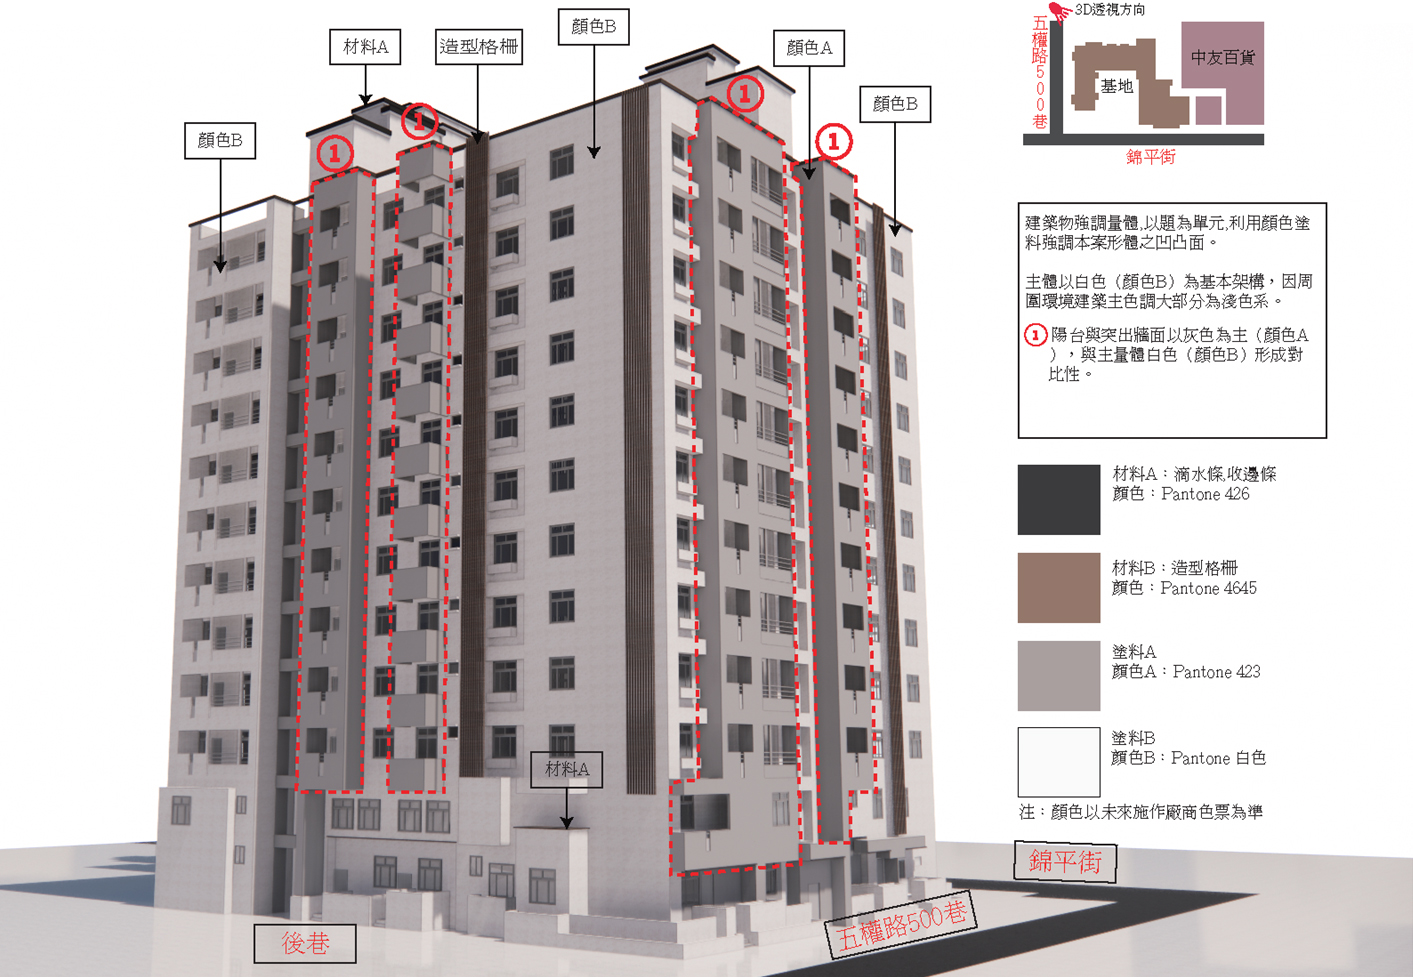 顏色B
材料A
造型格柵
顏色B
顏色A
顏色B
1
1
1
1
材料A
後巷
五權路500巷
錦平街
3D透視方向
五權路500巷
基地
中友百貨
錦平街
建築物強調量體,以題為單元,利用顏色塗
料強調本案形體之凹凸面。
主體以白色（顏色B）為基本架構，因周
圍環境建築主色調大部分為淺色系。
1 陽台與突出牆面以灰色為主（顏色A
），與主量體白色（顏色B）形成對
比性。
材料A：滴水條,收邊條
顏色：Pantone 426
材料B：造型格柵
顏色：Pantone 4645
塗料A
顏色A：Pantone 423
塗料B
顏色B：Pantone 白色
注：顏色以未來施作廠商色票為準